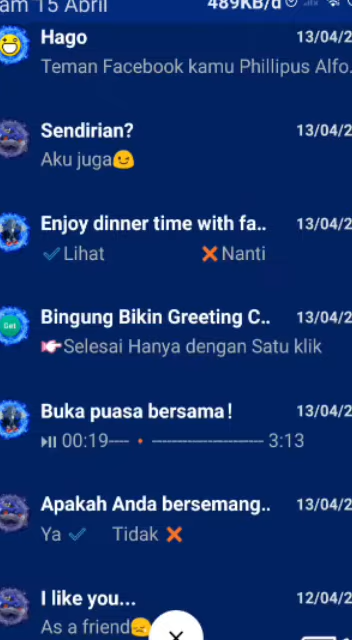 am 15 April
489KB/d
Hago 13/04/2
Teman Facebook kamu Phillipus Alfo.
Sendirian? 13/04/2
Aku juga😉
Enjoy dinner time with fa.. 13/04/2
✓Lihat ❌Nanti
Get
Bingung Bikin Greeting C.. 13/04/2
👉Selesai Hanya dengan Satu klik
Buka puasa bersama! 13/04/2
⏯ 00:19---- • ---------------------- 3:13
Apakah Anda bersemang.. 13/04/2
Ya ✓ Tidak ❌
I like you... 12/04/2
As a friend😞